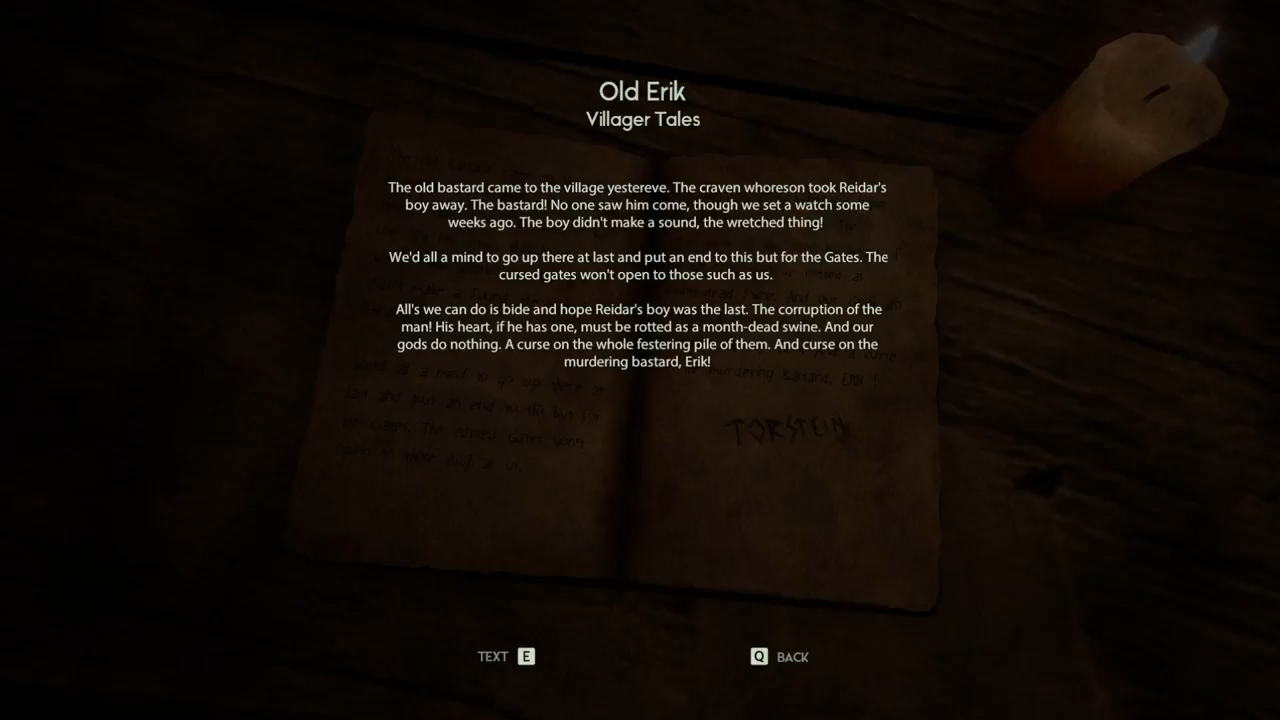 Old Erik
Villager Tales
The old bastard came to the village yestereve. The craven whoreson took Reidar's
boy away. The bastard! No one saw him come, though we set a watch some
weeks ago. The boy didn't make a sound, the wretched thing!
We'd all a mind to go up there at last and put an end to this but for the Gates. The
cursed gates won't open to those such as us.
All's we can do is bide and hope Reidar's boy was the last. The corruption of the
man! His heart, if he has one, must be rotted as a month-dead swine. And our
gods do nothing. A curse on the whole festering pile of them. And curse on the
murdering bastard, Erik!
TORSTEIN
TEXT E
Q BACK